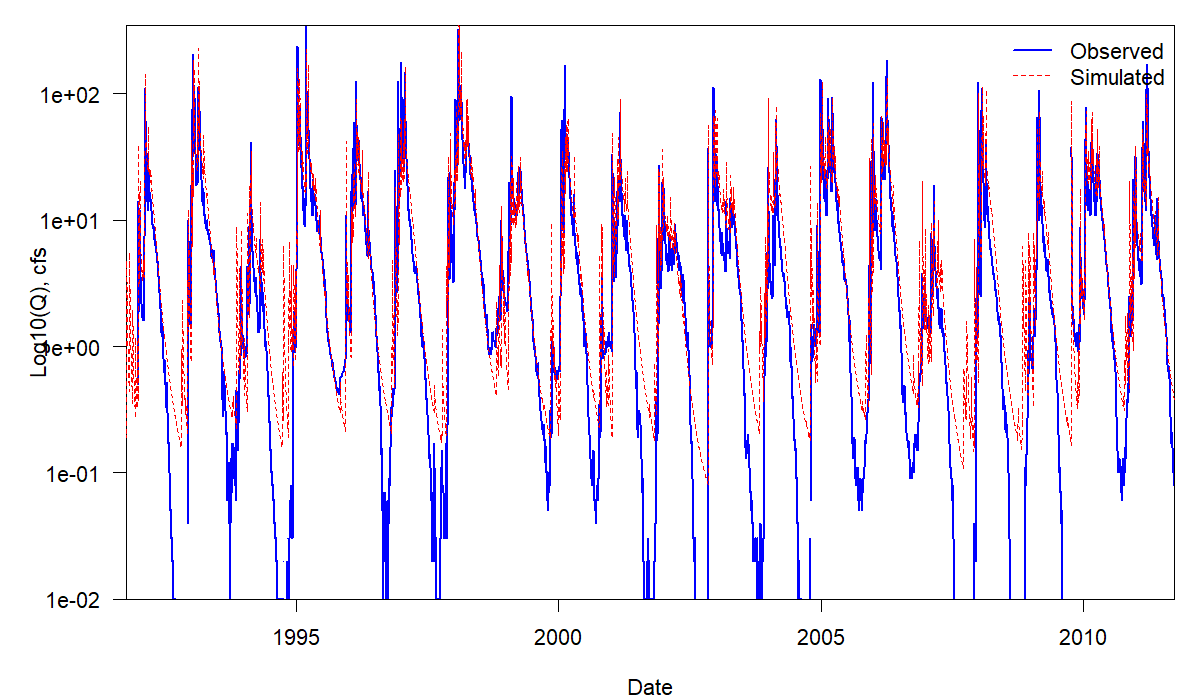 Observed
Simulated
1e+02
1e+01
1e+00
1e-01
1e-02
Log10(Q), cfs
1995
2000
2005
2010
Date